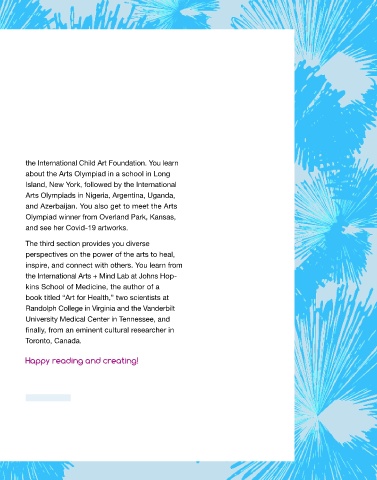 the International Child Art Foundation. You learn
about the Arts Olympiad in a school in Long
Island, New York, followed by the International
Arts Olympiads in Nigeria, Argentina, Uganda,
and Azerbaijan. You also get to meet the Arts
Olympiad winner from Overland Park, Kansas,
and see her Covid-19 artworks.
The third section provides you diverse
perspectives on the power of the arts to heal,
inspire, and connect with others. You learn from
the International Arts + Mind Lab at Johns Hop-
kins School of Medicine, the author of a
book titled “Art for Health,” two scientists at
Randolph College in Virginia and the Vanderbilt
University Medical Center in Tennessee, and
finally, from an eminent cultural researcher in
Toronto, Canada.
Happy reading and creating!